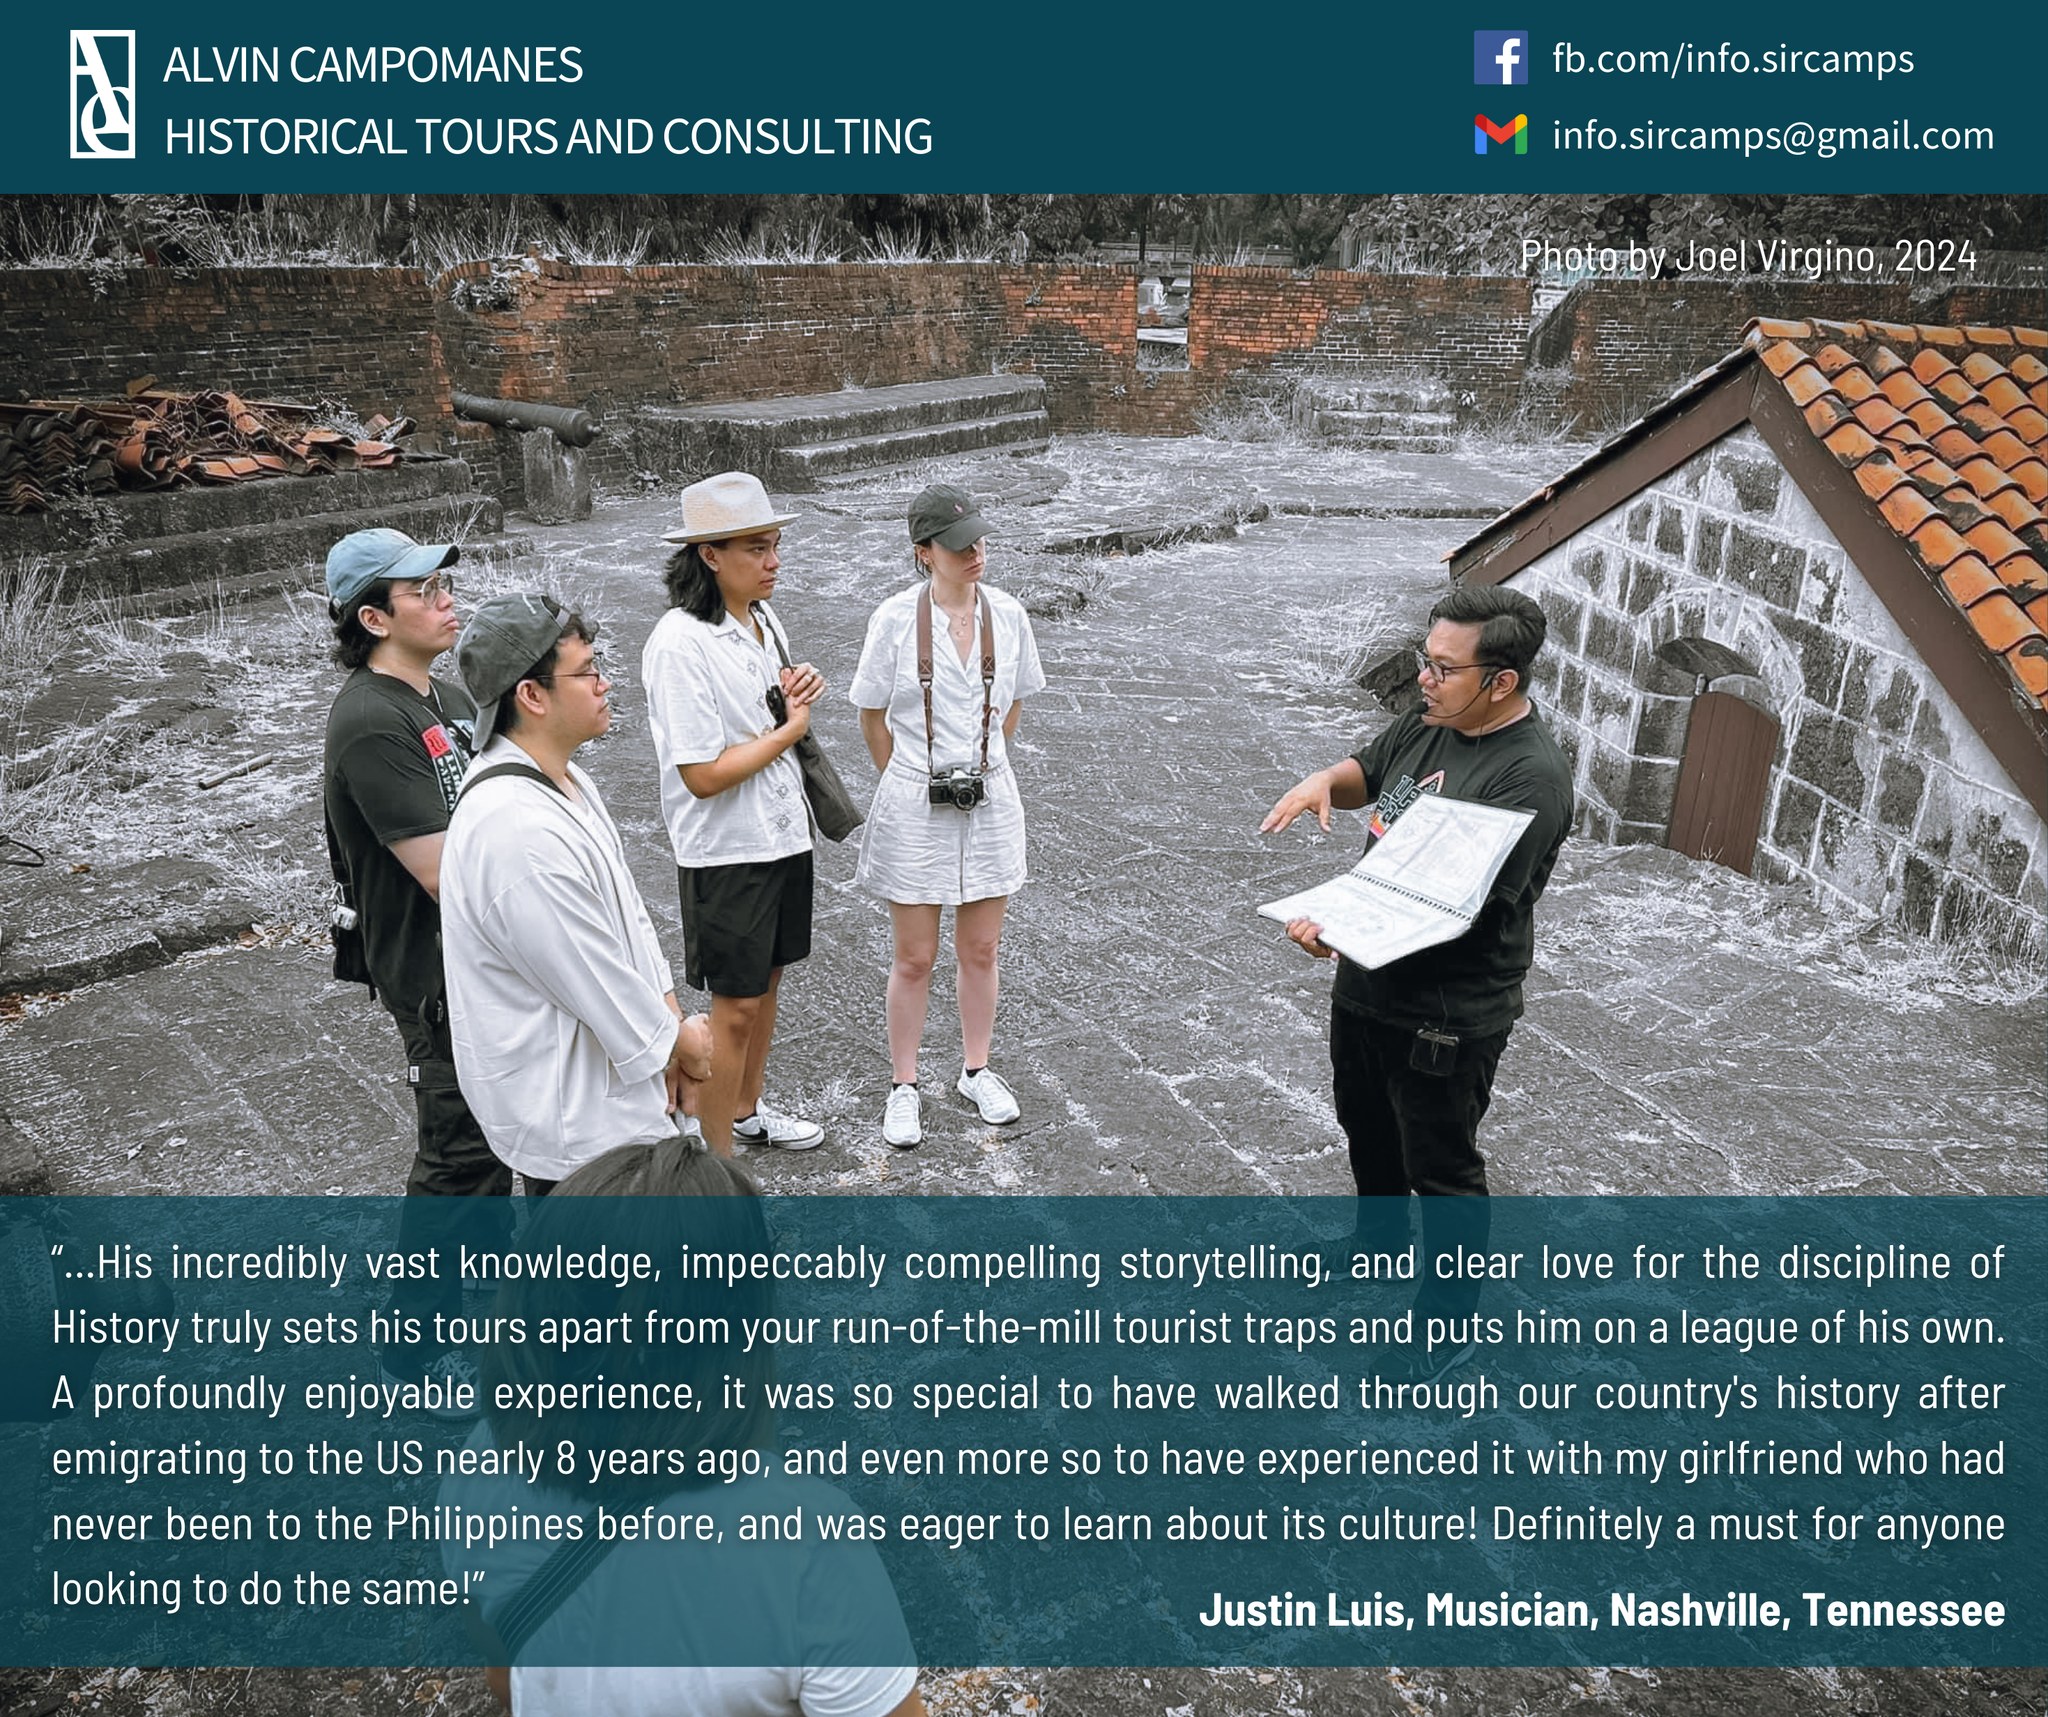 AC
ALVIN CAMPOMANES
HISTORICAL TOURS AND CONSULTING
fb.com/info.sircamps
info.sircamps@gmail.com
Photo by Joel Virgino, 2024
“...His incredibly vast knowledge, impeccably compelling storytelling, and clear love for the discipline of
History truly sets his tours apart from your run-of-the-mill tourist traps and puts him on a league of his own.
A profoundly enjoyable experience, it was so special to have walked through our country's history after
emigrating to the US nearly 8 years ago, and even more so to have experienced it with my girlfriend who had
never been to the Philippines before, and was eager to learn about its culture! Definitely a must for anyone
looking to do the same!”
Justin Luis, Musician, Nashville, Tennessee